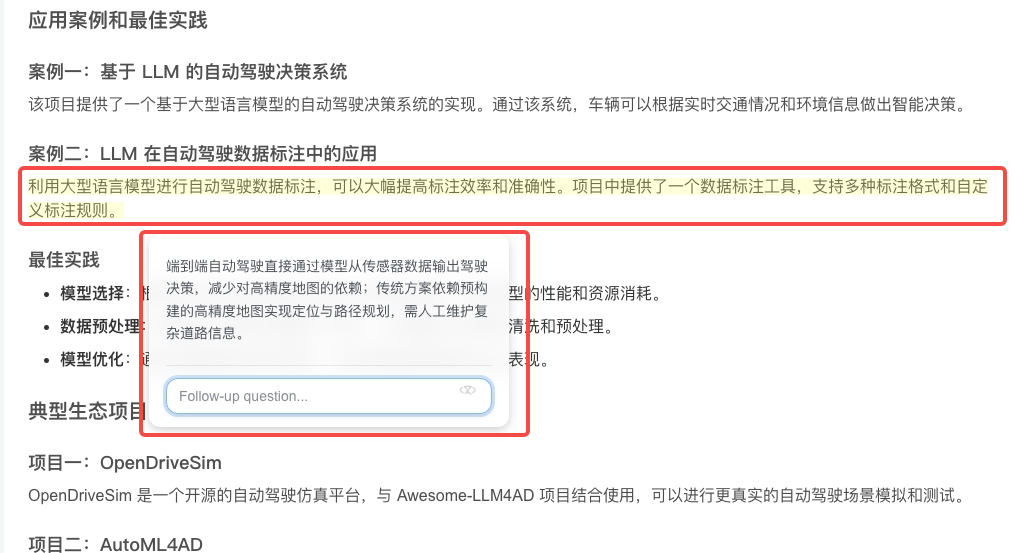 应用案例和最佳实践
案例一：基于 LLM 的自动驾驶决策系统
该项目提供了一个基于大型语言模型的自动驾驶决策系统的实现。通过该系统，车辆可以根据实时交通情况和环境信息做出智能决策。
案例二：LLM 在自动驾驶数据标注中的应用
利用大型语言模型进行自动驾驶数据标注，可以大幅提高标注效率和准确性。项目中提供了一个数据标注工具，支持多种标注格式和自定
义标注规则。
最佳实践
端到端自动驾驶直接通过模型从传感器数据输出驾驶
决策，减少对高精度地图的依赖；传统方案依赖预构
建的高精度地图实现定位与路径规划，需人工维护复
杂道路信息。
Follow-up question...
• 模型选择： 型的性能和资源消耗。
• 数据预处理： 清洗和预处理。
• 模型优化： 表现。
典型生态项目
项目一：OpenDriveSim
OpenDriveSim 是一个开源的自动驾驶仿真平台，与 Awesome-LLM4AD 项目结合使用，可以进行更真实的自动驾驶场景模拟和测试。
项目二：AutoML4AD